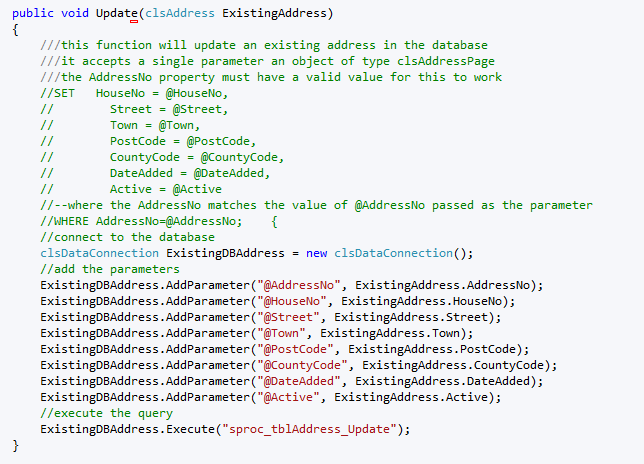 public void Update(clsAddress ExistingAddress)
{
    ///this function will update an existing address in the database
    ///it accepts a single parameter an object of type clsAddressPage
    ///the AddressNo property must have a valid value for this to work
    //SET   HouseNo = @HouseNo,
    //        Street = @Street,
    //        Town = @Town,
    //        PostCode = @PostCode,
    //        CountyCode = @CountyCode,
    //        DateAdded = @DateAdded,
    //        Active = @Active
    //--where the AddressNo matches the value of @AddressNo passed as the parameter
    //WHERE AddressNo=@AddressNo;    {
    //connect to the database
    clsDataConnection ExistingDBAddress = new clsDataConnection();
    //add the parameters
    ExistingDBAddress.AddParameter("@AddressNo", ExistingAddress.AddressNo);
    ExistingDBAddress.AddParameter("@HouseNo", ExistingAddress.HouseNo);
    ExistingDBAddress.AddParameter("@Street", ExistingAddress.Street);
    ExistingDBAddress.AddParameter("@Town", ExistingAddress.Town);
    ExistingDBAddress.AddParameter("@PostCode", ExistingAddress.PostCode);
    ExistingDBAddress.AddParameter("@CountyCode", ExistingAddress.CountyCode);
    ExistingDBAddress.AddParameter("@DateAdded", ExistingAddress.DateAdded);
    ExistingDBAddress.AddParameter("@Active", ExistingAddress.Active);
    //execute the query
    ExistingDBAddress.Execute("sproc_tblAddress_Update");
}